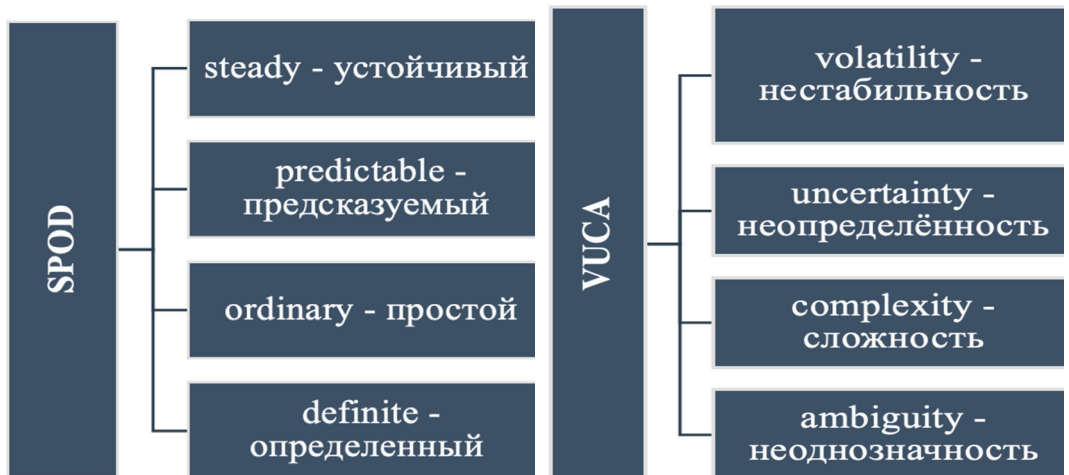 SPOD
steady - устойчивый
predictable -
предсказуемый
ordinary - простой
definite -
определенный
VUCA
volatility -
нестабильность
uncertainty -
неопределённость
complexity -
сложность
ambiguity -
неоднозначность